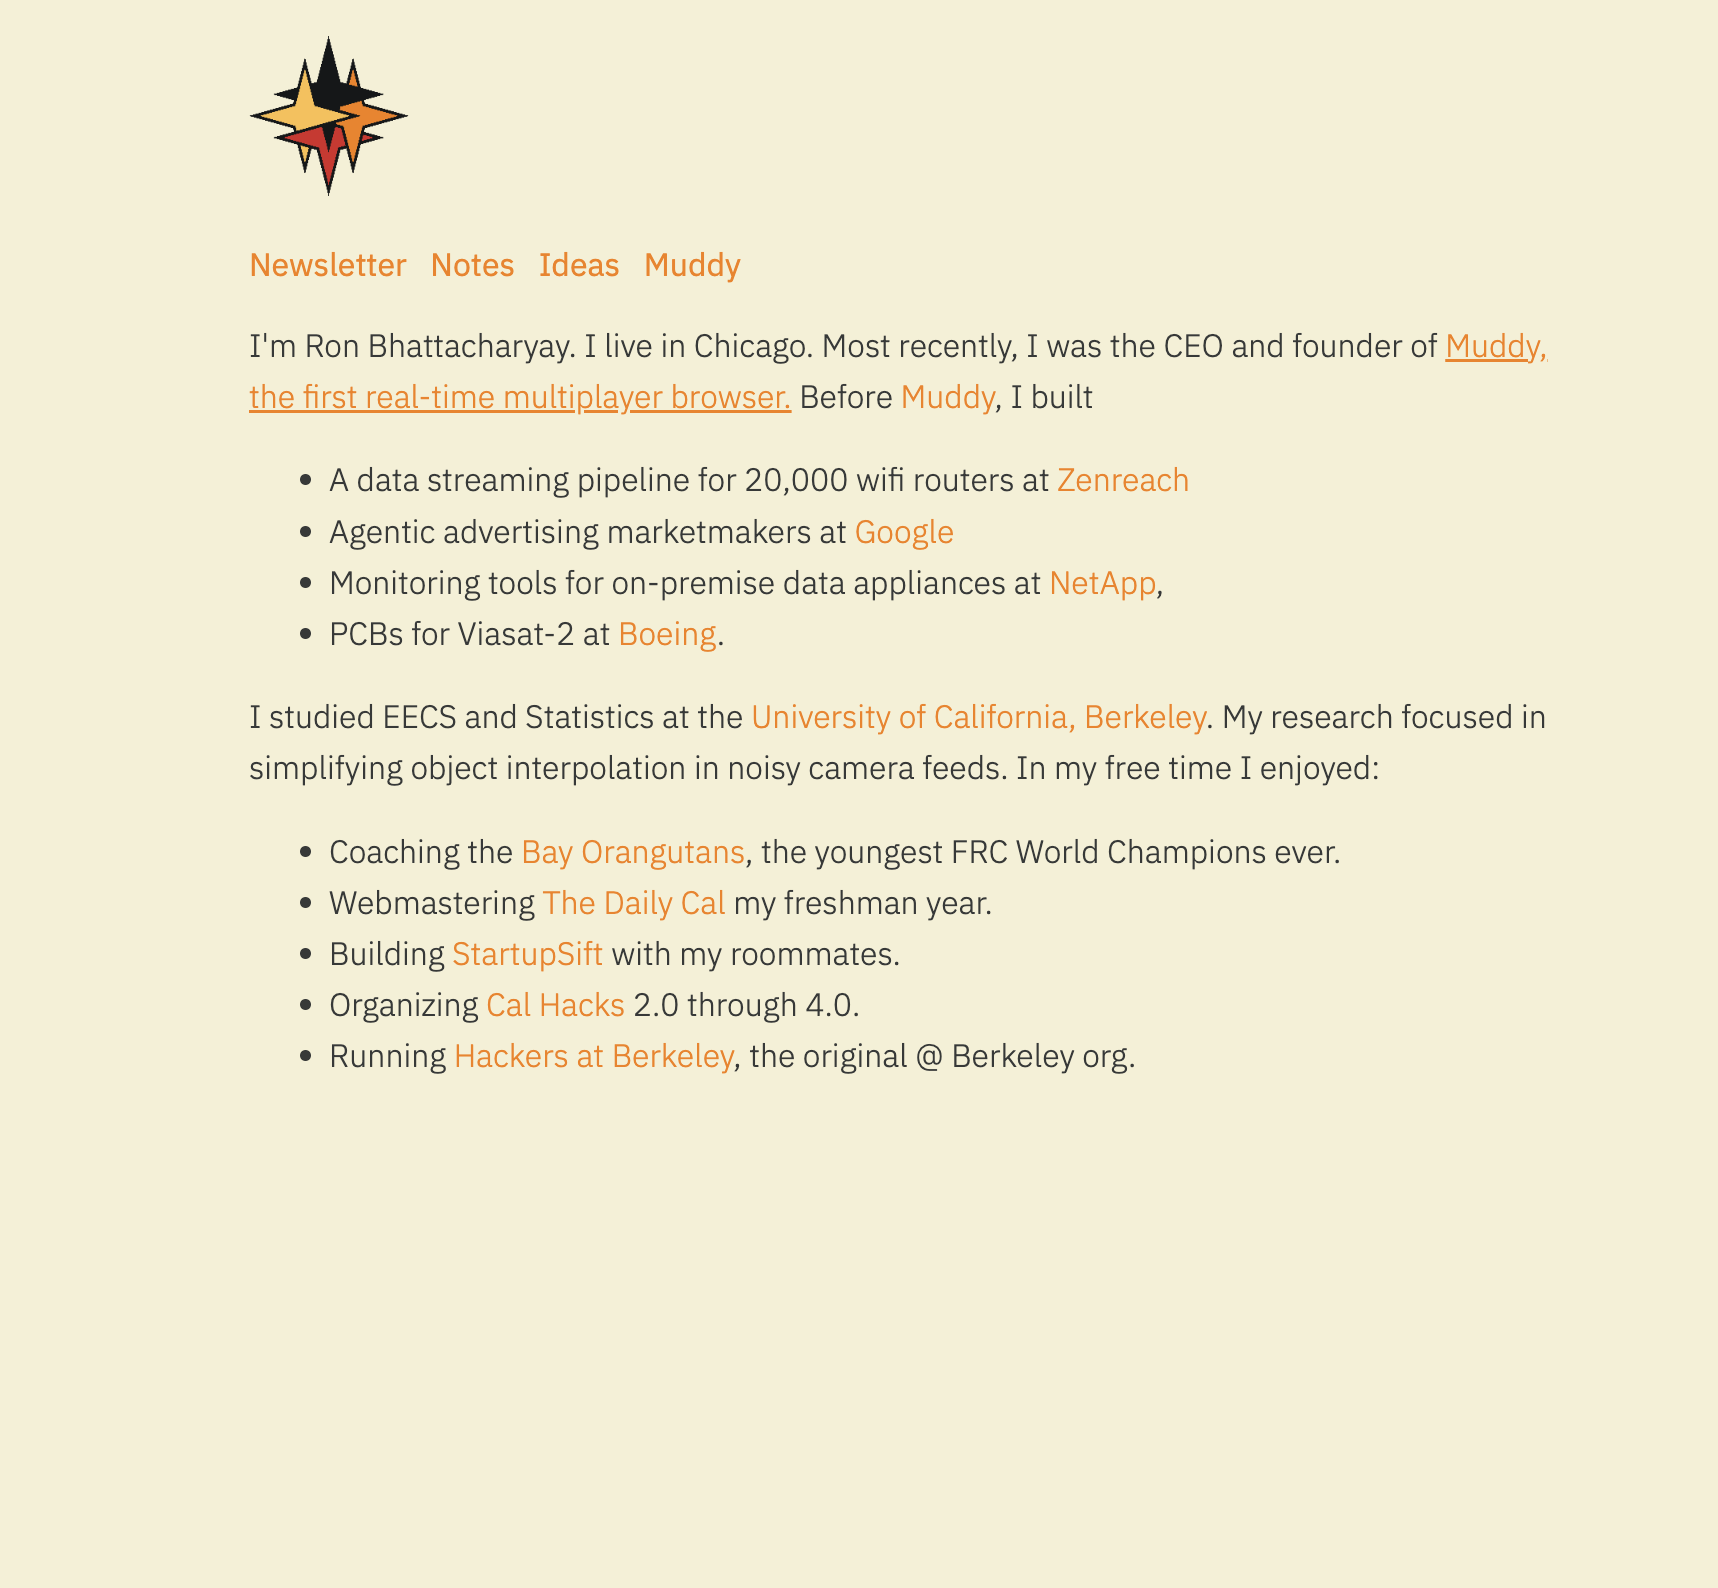 Newsletter Notes Ideas Muddy
I'm Ron Bhattacharyay. I live in Chicago. Most recently, I was the CEO and founder of Muddy,
the first real-time multiplayer browser. Before Muddy, I built
• A data streaming pipeline for 20,000 wifi routers at Zenreach
• Agentic advertising marketmakers at Google
• Monitoring tools for on-premise data appliances at NetApp,
• PCBs for Viasat-2 at Boeing.
I studied EECS and Statistics at the University of California, Berkeley. My research focused in
simplifying object interpolation in noisy camera feeds. In my free time I enjoyed:
• Coaching the Bay Orangutans, the youngest FRC World Champions ever.
• Webmastering The Daily Cal my freshman year.
• Building StartupSift with my roommates.
• Organizing Cal Hacks 2.0 through 4.0.
• Running Hackers at Berkeley, the original @ Berkeley org.